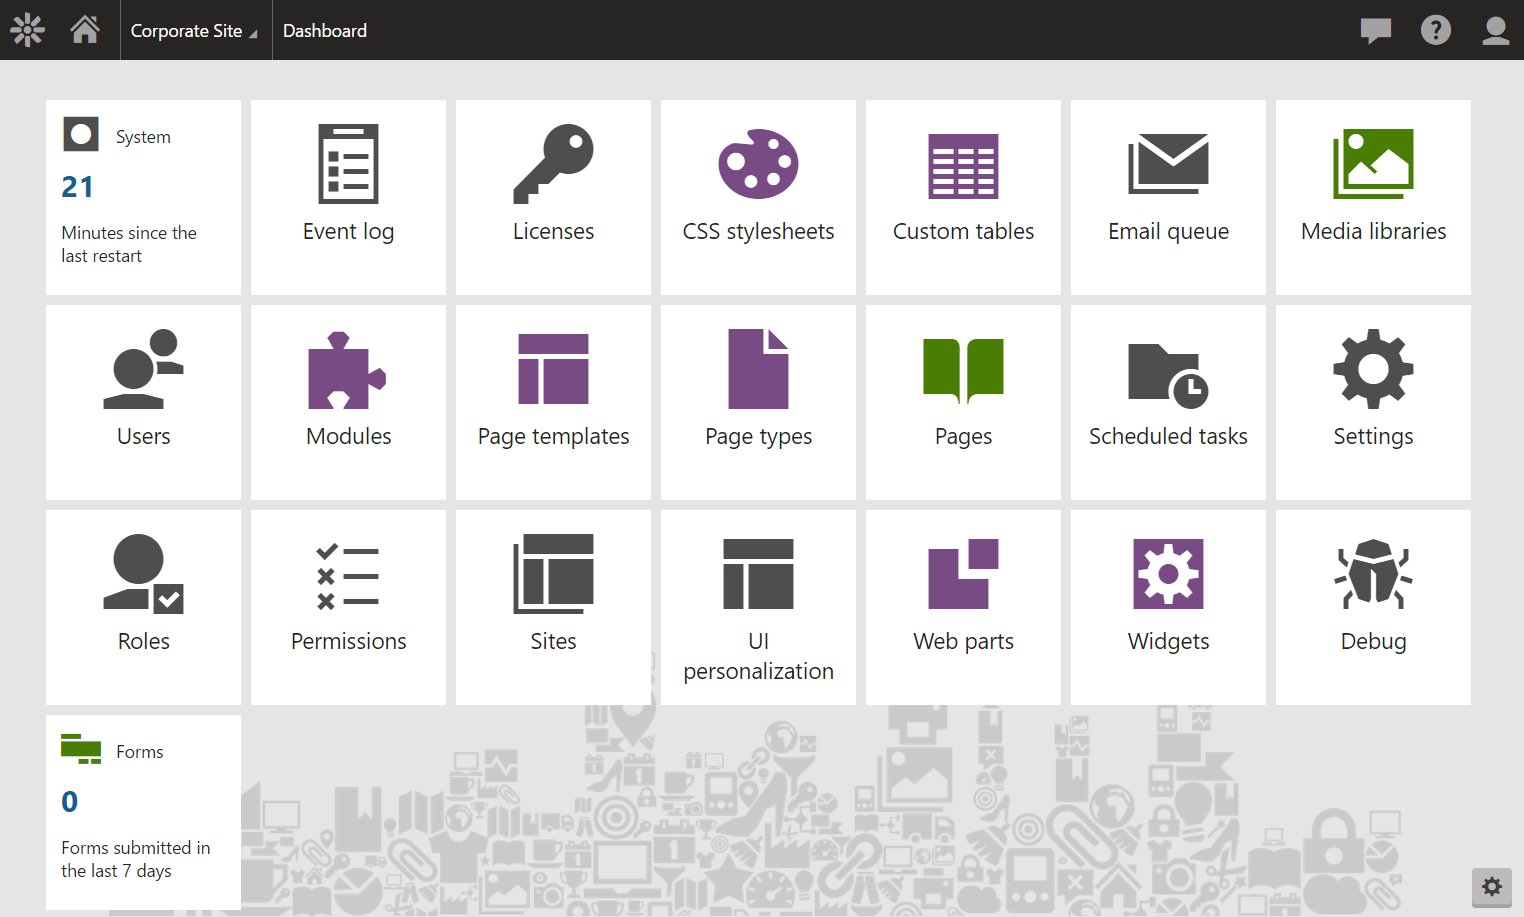 Corporate Site
Dashboard
System
21
Minutes since the
last restart
Event log
Licenses
CSS stylesheets
Custom tables
Email queue
Media libraries
Users
Modules
Page templates
Page types
Pages
Scheduled tasks
Settings
Roles
Permissions
Sites
UI
personalization
Web parts
Widgets
Debug
Forms
0
Forms submitted in
the last 7 days